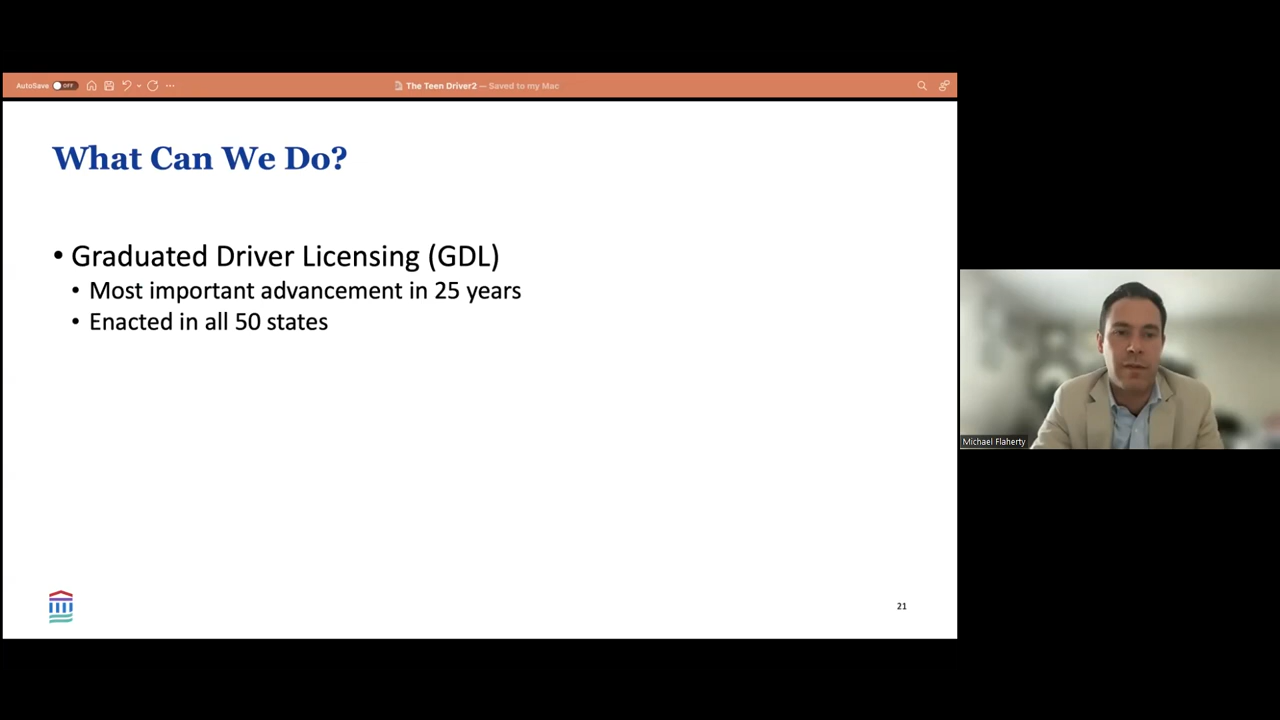 AutoSave OFF
The Teen Driver2 — Saved to my Mac
What Can We Do?
• Graduated Driver Licensing (GDL)
• Most important advancement in 25 years
• Enacted in all 50 states
Michael Flaherty
21